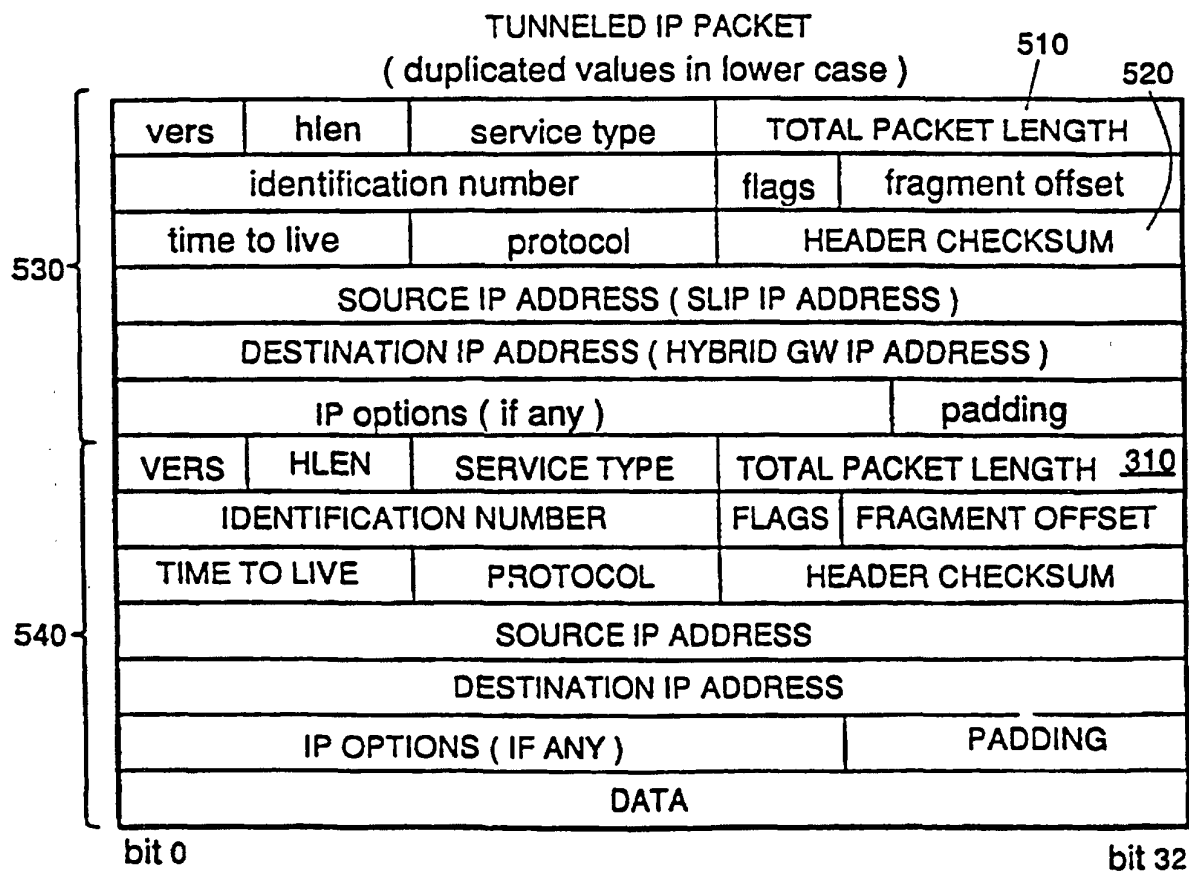 TUNNELED IP PACKET
( duplicated values in lower case )
510
520
vers hlen service type TOTAL PACKET LENGTH
identification number flags fragment offset
time to live protocol HEADER CHECKSUM
530
SOURCE IP ADDRESS ( SLIP IP ADDRESS )
DESTINATION IP ADDRESS ( HYBRID GW IP ADDRESS )
IP options ( if any ) padding
VERS HLEN SERVICE TYPE TOTAL PACKET LENGTH 310
IDENTIFICATION NUMBER FLAGS FRAGMENT OFFSET
TIME TO LIVE PROTOCOL HEADER CHECKSUM
540
SOURCE IP ADDRESS
DESTINATION IP ADDRESS
IP OPTIONS ( IF ANY ) PADDING
DATA
bit 0 bit 32